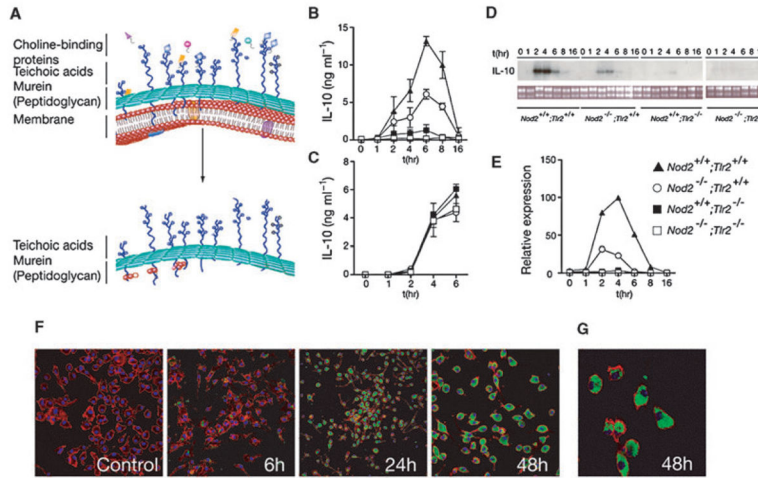 A
Choline-binding
proteins
Teichoic acids
Murein
(Peptidoglycan)
Membrane
Teichoic acids
Murein
(Peptidoglycan)
B
IL-10 (ng ml⁻¹)
15
10
5
0
0 1 2 4 6 8 16
t(hr)
C
IL-10 (ng ml⁻¹)
8
6
4
2
0
0 1 2 4 6
t(hr)
D
t(hr) 0 1 2 4 6 8 16 0 1 2 4 6 8 16 0 1 2 4 6 8 16 0 1 2 4 6 8 1
IL-10
Nod2+/+;Tlr2+/+ Nod2-/-;Tlr2+/+ Nod2+/+;Tlr2-/- Nod2-/-;Tlr2-/-
E
Relative expression
150
100
50
0
0 1 2 4 6 8 16
t(hr)
Nod2+/+;Tlr2+/+
Nod2-/-;Tlr2+/+
Nod2+/+;Tlr2-/-
Nod2-/-;Tlr2-/-
F
Control
6h
24h
48h
G
48h